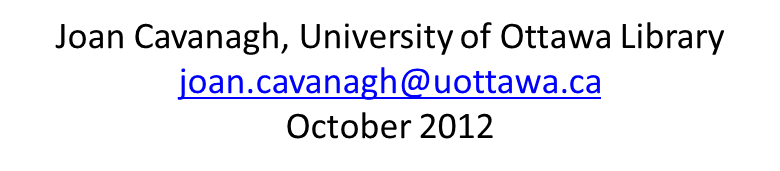 Joan Cavanagh, University of Ottawa Library
joan.cavanagh@uottawa.ca
October 2012